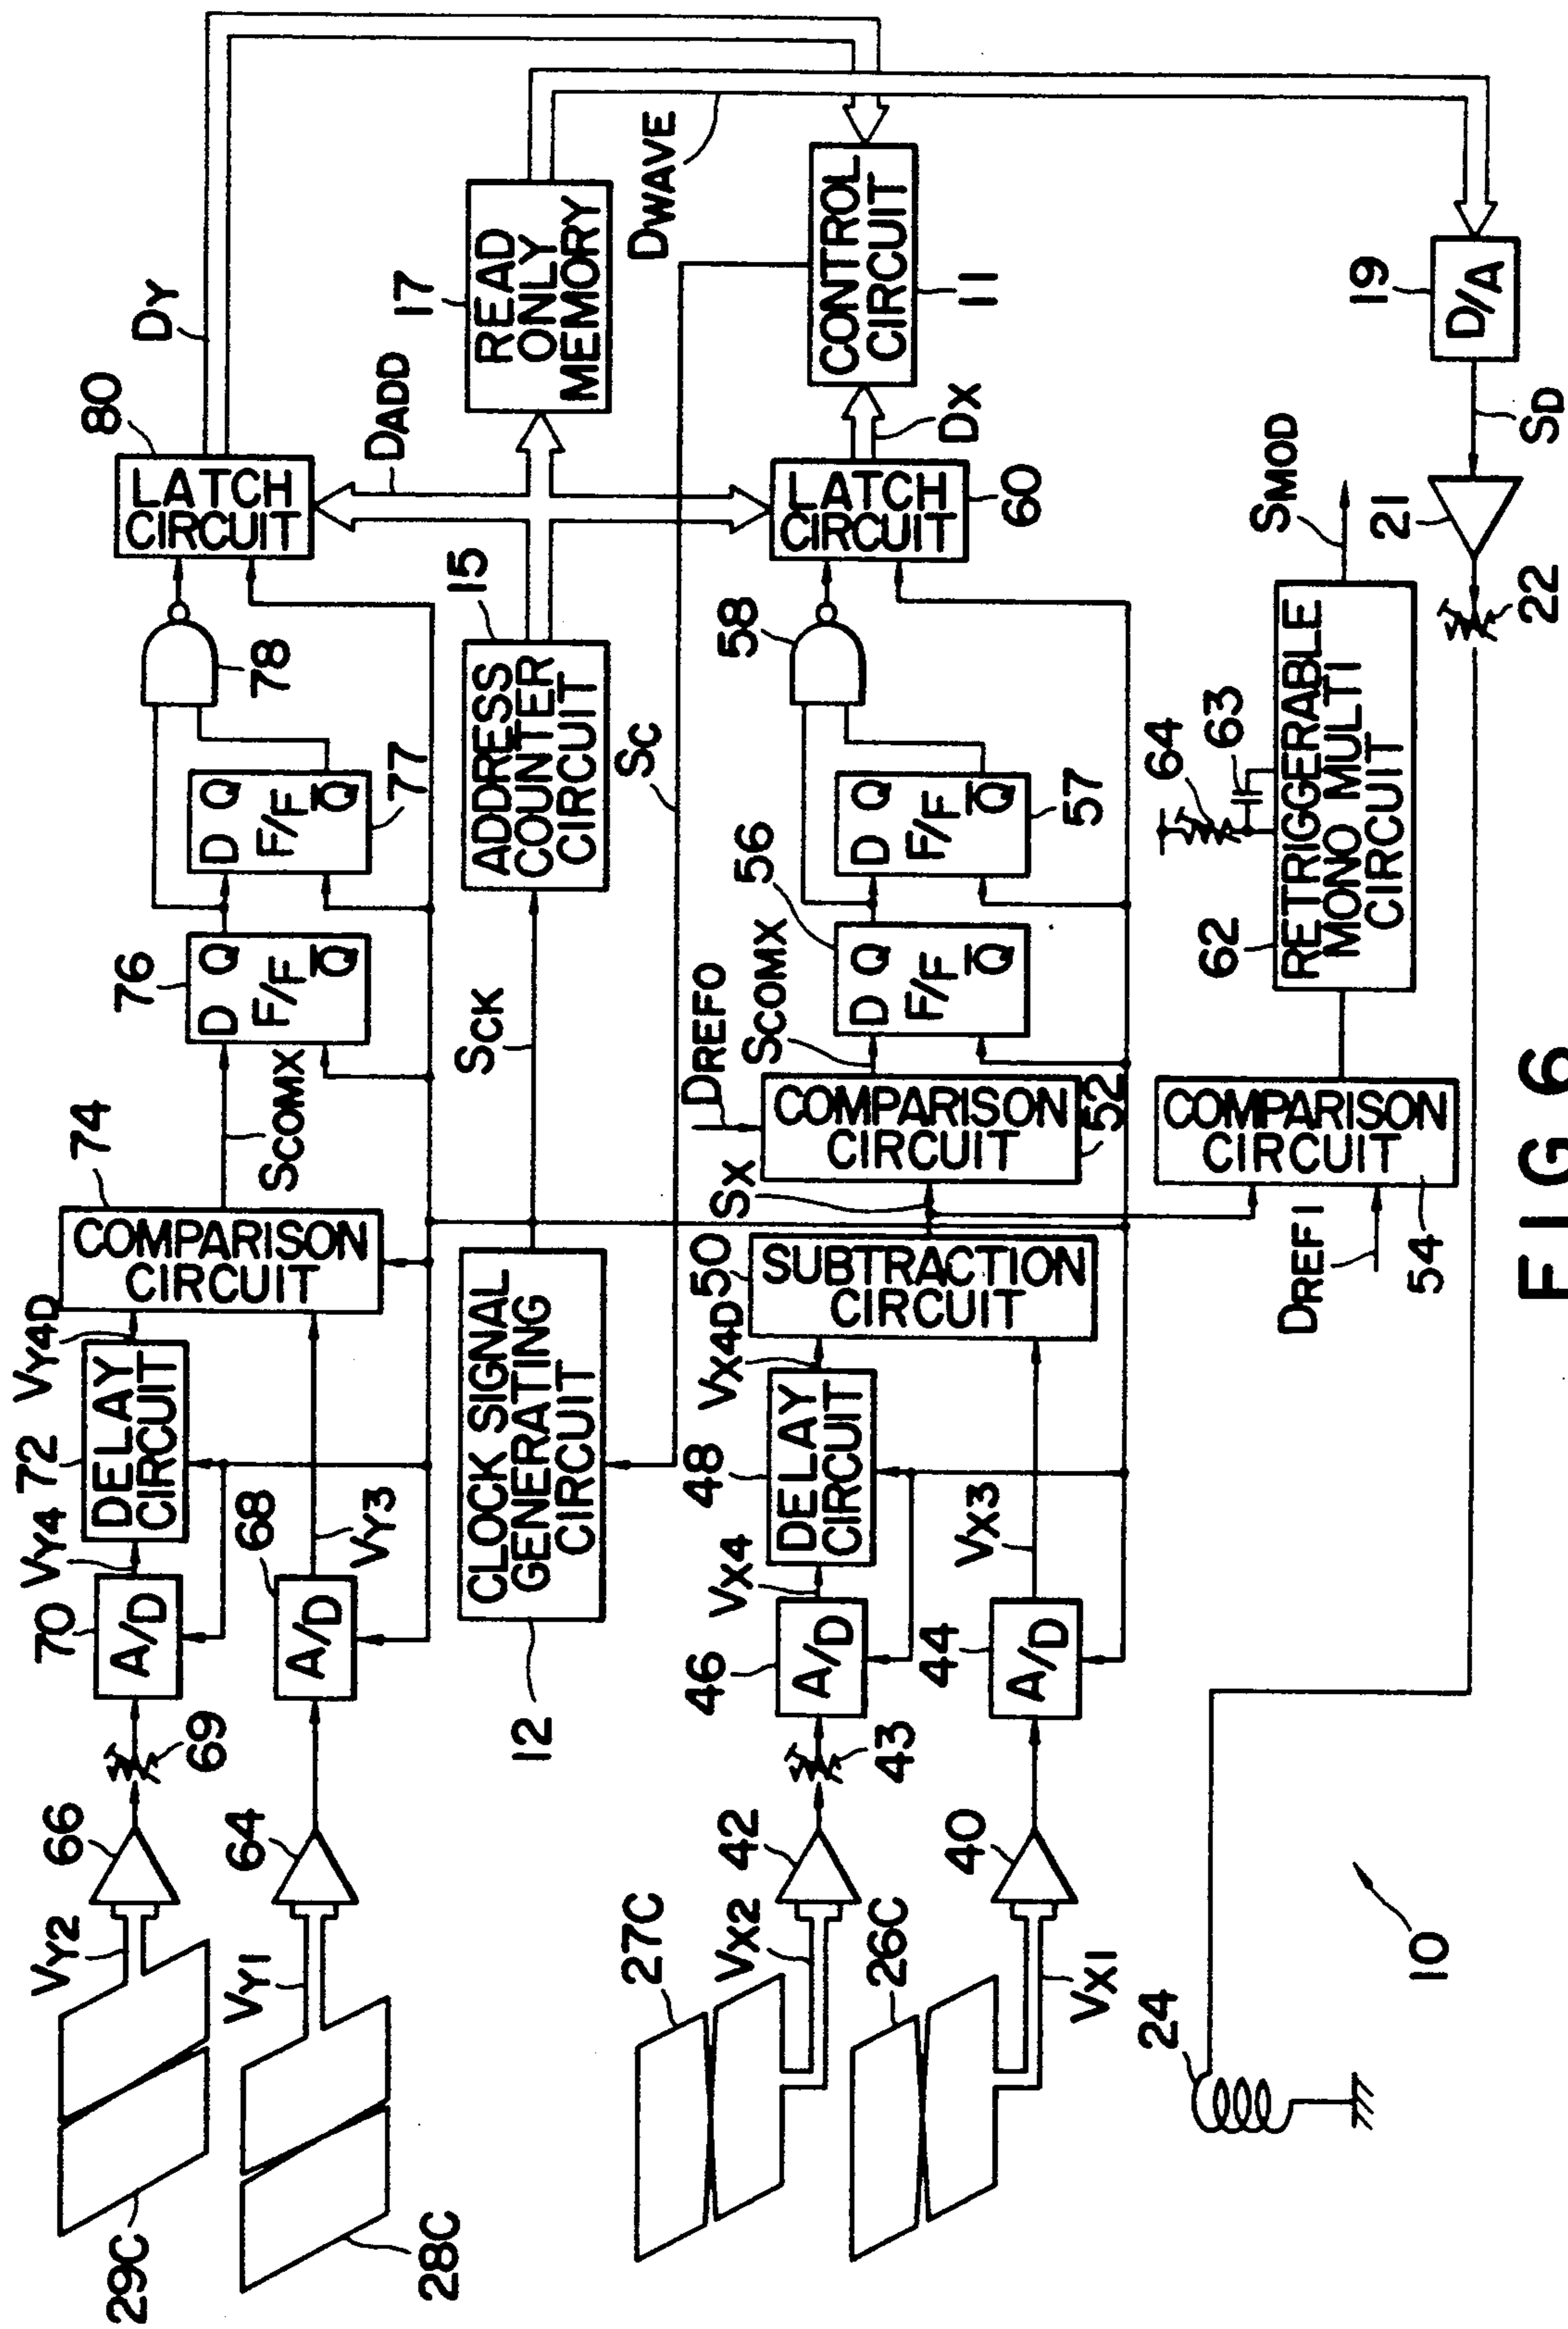 29C
VY2
66
69
70
VY4
72
DELAY
CIRCUIT
VY4D
74
COMPARISON
CIRCUIT
A/D
SCOMX
76
D Q
F/F
Q̅
77
D Q
F/F
Q̅
78
80
LATCH
CIRCUIT
DY
28C
VY1
64
68
A/D
VY3
12
CLOCK SIGNAL
GENERATING
CIRCUIT
SCK
15
ADDRESS
COUNTER
CIRCUIT
DADD
17
READ
ONLY
MEMORY
DWAVE
SC
27C
VX2
42
43
46
A/D
VX4
48
DELAY
CIRCUIT
VX4D
50
SUBTRACTION
CIRCUIT
SX
DREF0
COMPARISON
CIRCUIT
52
SCOMX
56
D Q
F/F
Q̅
57
D Q
F/F
Q̅
58
LATCH
CIRCUIT
60
DX
CONTROL
CIRCUIT
11
26C
VX1
40
44
A/D
VX3
DREF1
54
COMPARISON
CIRCUIT
62
RETRIGGERABLE
MONO MULTI
CIRCUIT
64
63
SMOD
24
10
22
21
SD
19
D/A
FIG 6